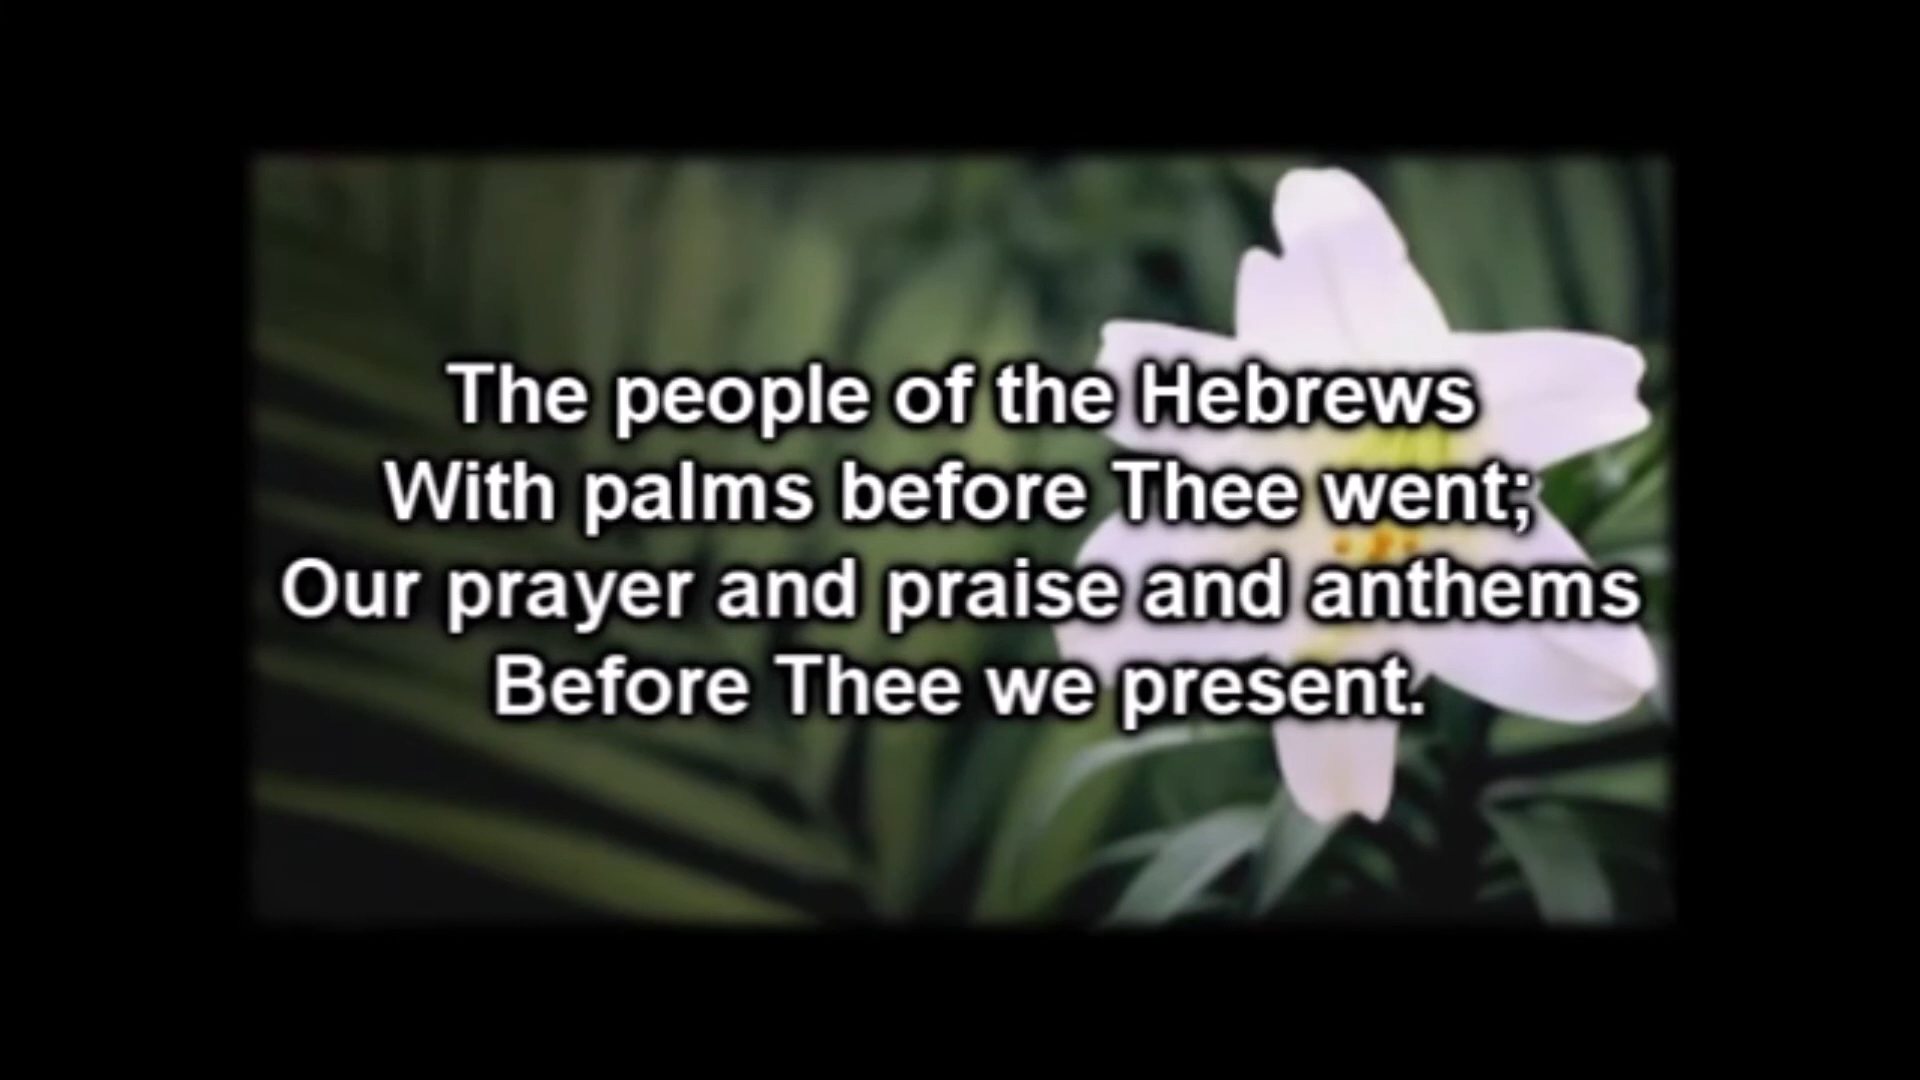 The people of the Hebrews
With palms before Thee went;
Our prayer and praise and anthems
Before Thee we present.